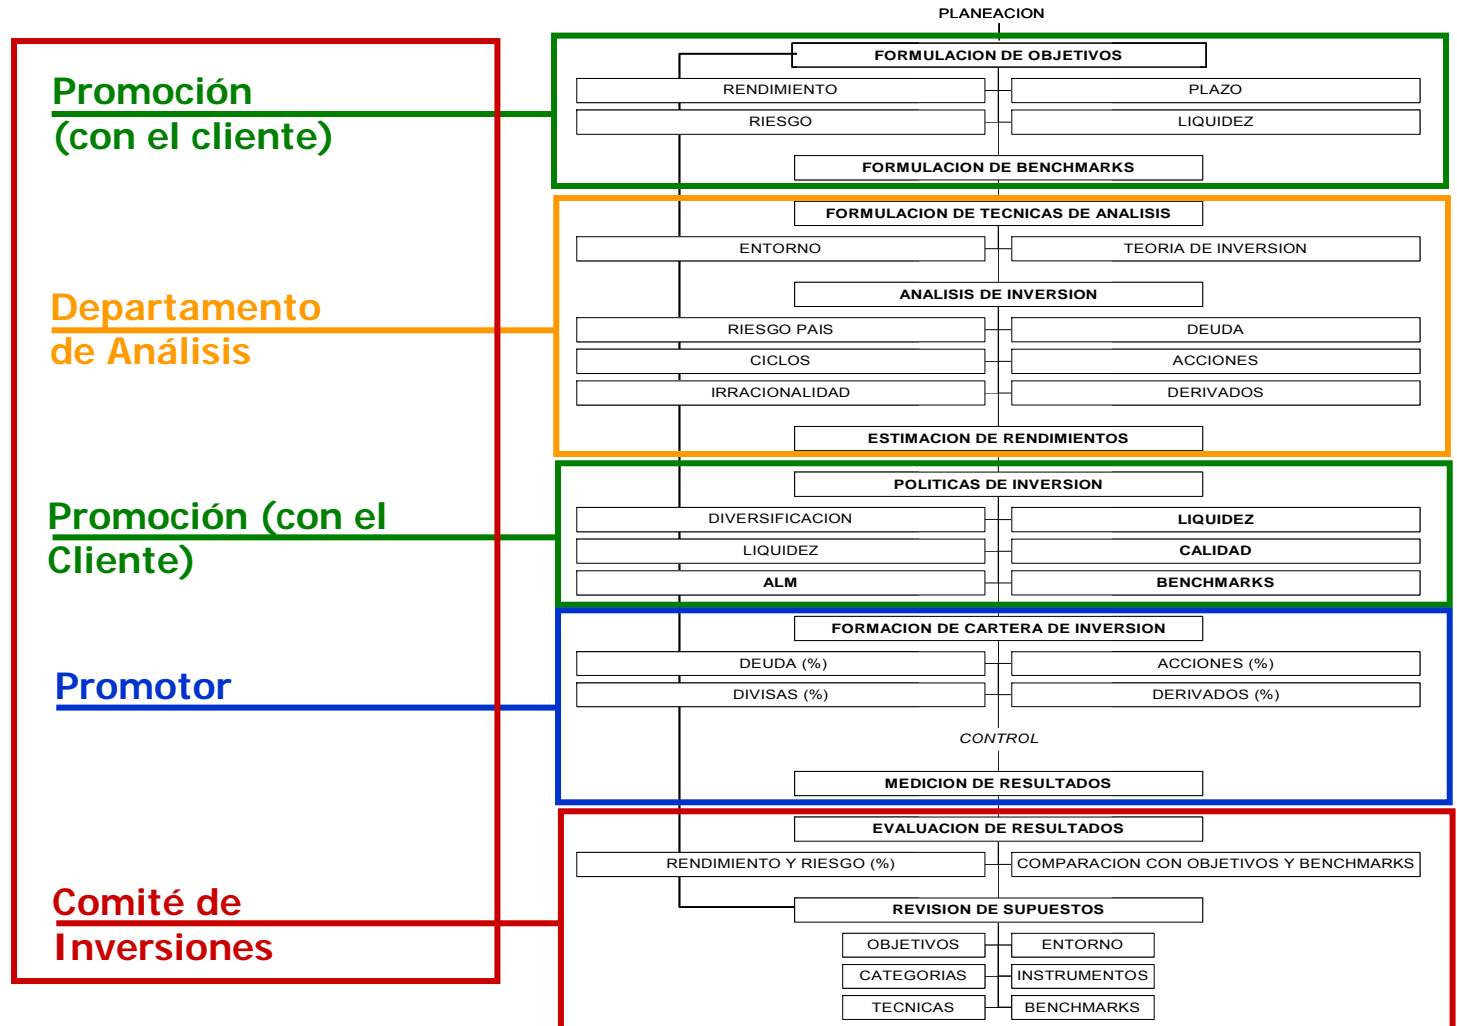 PLANEACION
Promoción
(con el cliente)
FORMULACION DE OBJETIVOS
RENDIMIENTO
PLAZO
RIESGO
LIQUIDEZ
FORMULACION DE BENCHMARKS
Departamento
de Análisis
FORMULACION DE TECNICAS DE ANALISIS
ENTORNO
TEORIA DE INVERSION
ANALISIS DE INVERSION
RIESGO PAIS
DEUDA
CICLOS
ACCIONES
IRRACIONALIDAD
DERIVADOS
ESTIMACION DE RENDIMIENTOS
Promoción (con el
Cliente)
POLITICAS DE INVERSION
DIVERSIFICACION
LIQUIDEZ
LIQUIDEZ
CALIDAD
ALM
BENCHMARKS
Promotor
FORMACION DE CARTERA DE INVERSION
DEUDA (%)
ACCIONES (%)
DIVISAS (%)
DERIVADOS (%)
CONTROL
MEDICION DE RESULTADOS
Comité de
Inversiones
EVALUACION DE RESULTADOS
RENDIMIENTO Y RIESGO (%)
COMPARACION CON OBJETIVOS Y BENCHMARKS
REVISION DE SUPUESTOS
OBJETIVOS
ENTORNO
CATEGORIAS
INSTRUMENTOS
TECNICAS
BENCHMARKS